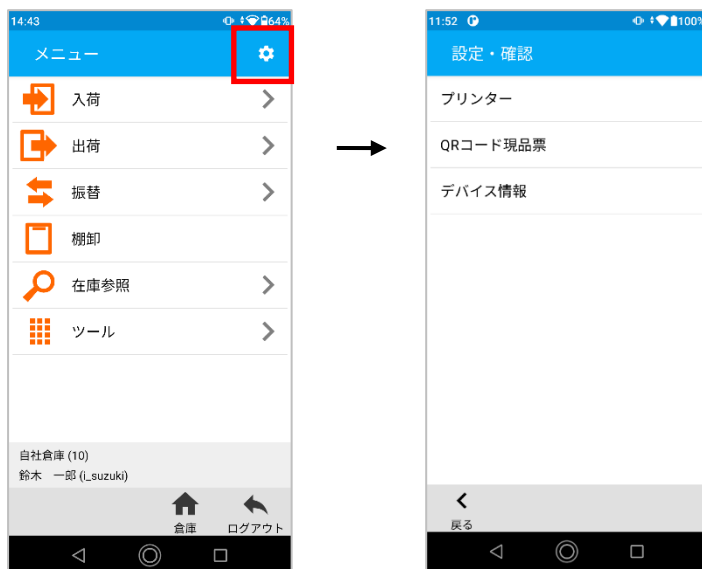 14:43
64%
メニュー
入荷
出荷
振替
棚卸
在庫参照
ツール
自社倉庫 (10)
鈴木　一郎 (i_suzuki)
倉庫
ログアウト
11:52
100%
設定・確認
プリンター
QRコード現品票
デバイス情報
戻る